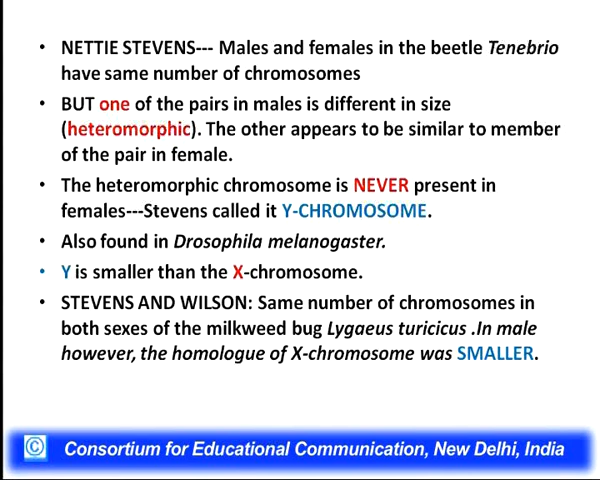 • NETTIE STEVENS--- Males and females in the beetle Tenebrio
have same number of chromosomes
• BUT one of the pairs in males is different in size
(heteromorphic). The other appears to be similar to member
of the pair in female.
• The heteromorphic chromosome is NEVER present in
females---Stevens called it Y-CHROMOSOME.
• Also found in Drosophila melanogaster.
• Y is smaller than the X-chromosome.
• STEVENS AND WILSON: Same number of chromosomes in
both sexes of the milkweed bug Lygaeus turicicus .In male
however, the homologue of X-chromosome was SMALLER.
© Consortium for Educational Communication, New Delhi, India